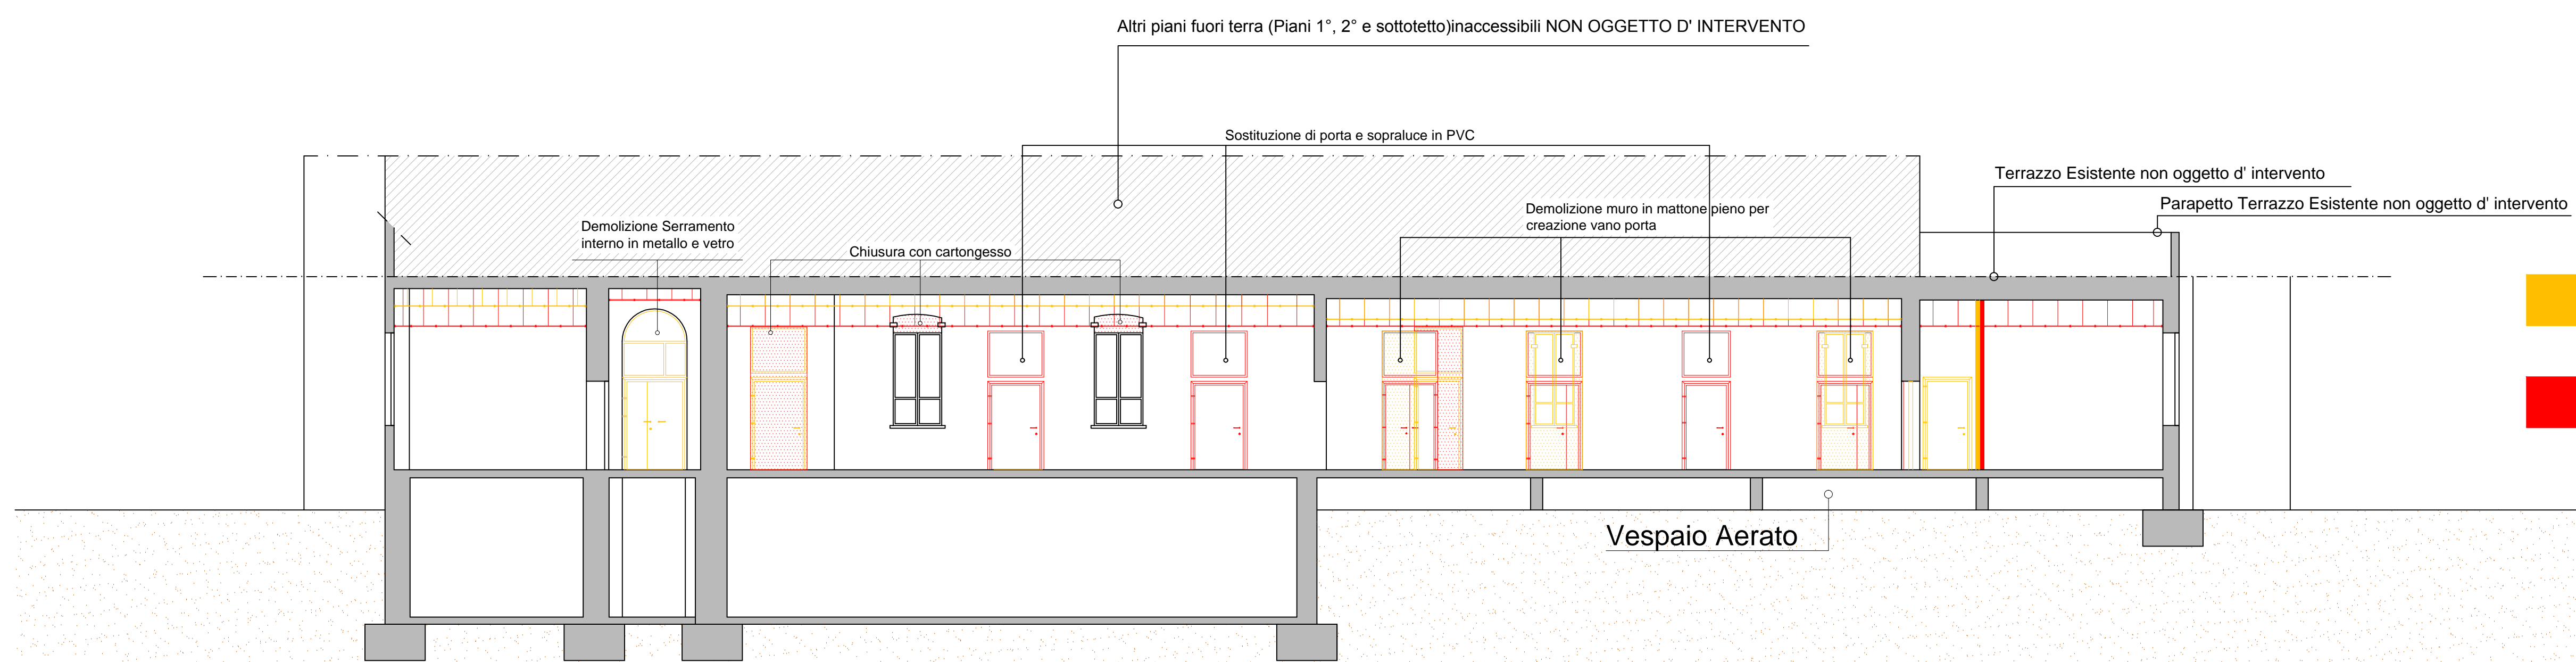 Altri piani fuori terra (Piani 1°, 2° e sottotetto)inaccessibili NON OGGETTO D' INTERVENTO
Sostituzione di porta e sopraluce in PVC
Terrazzo Esistente non oggetto d' intervento
Parapetto Terrazzo Esistente non oggetto d' intervento
Demolizione muro in mattone pieno per
creazione vano porta
Demolizione Serramento
interno in metallo e vetro
Chiusura con cartongesso
Vespaio Aerato